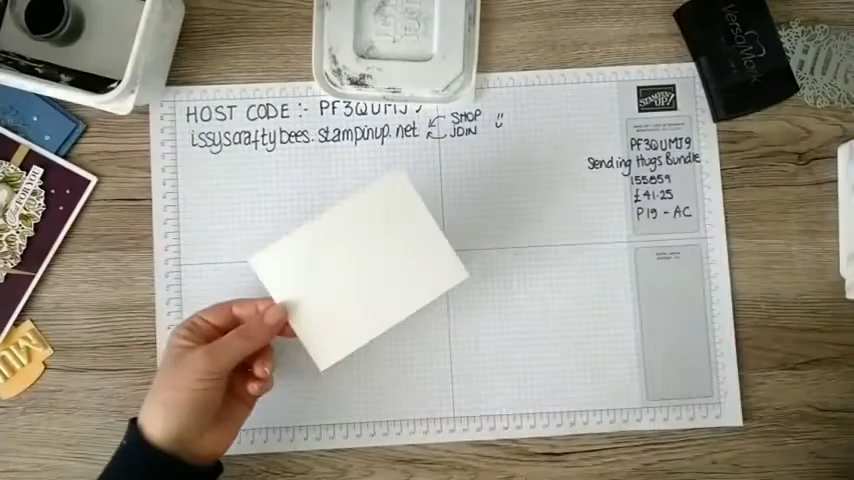 HOST CODE :- PF3QUMJ9
issyscraftybees.stampinup.net
SHOP
JOIN
STAMPIN' UP!
PF3QUMJ9
Sending Hugs Bundle
155859
£41.25
P19 - AC
VersaMark